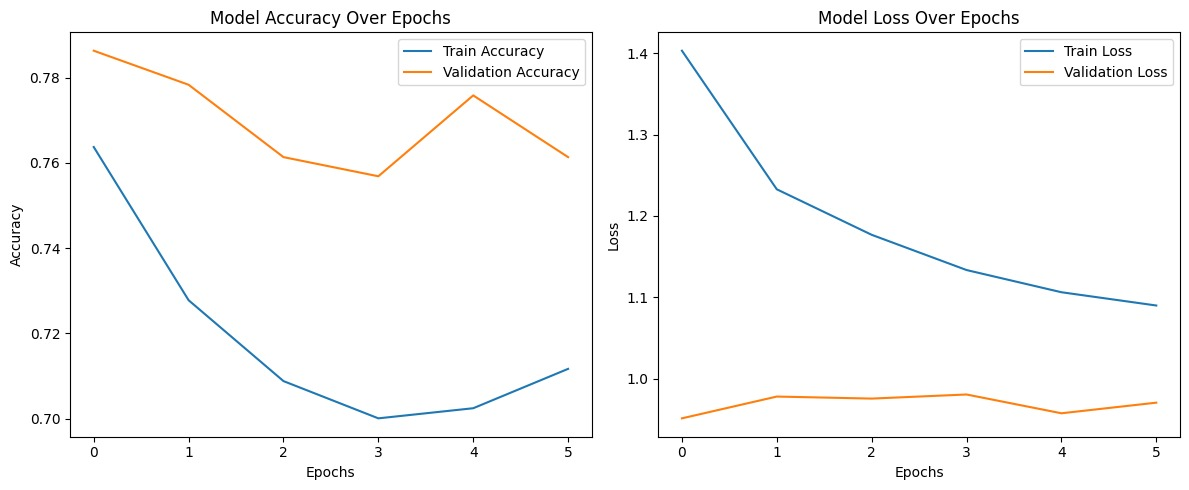 Model Accuracy Over Epochs
Train Accuracy
Validation Accuracy
0.78
0.76
0.74
0.72
0.70
Accuracy
0 1 2 3 4 5
Epochs
Model Loss Over Epochs
Train Loss
Validation Loss
1.4
1.3
1.2
1.1
1.0
Loss
0 1 2 3 4 5
Epochs